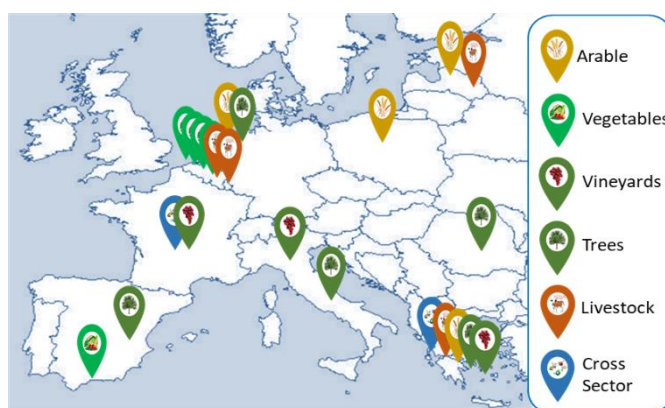 Arable
Vegetables
Vineyards
Trees
Livestock
Cross
Sector